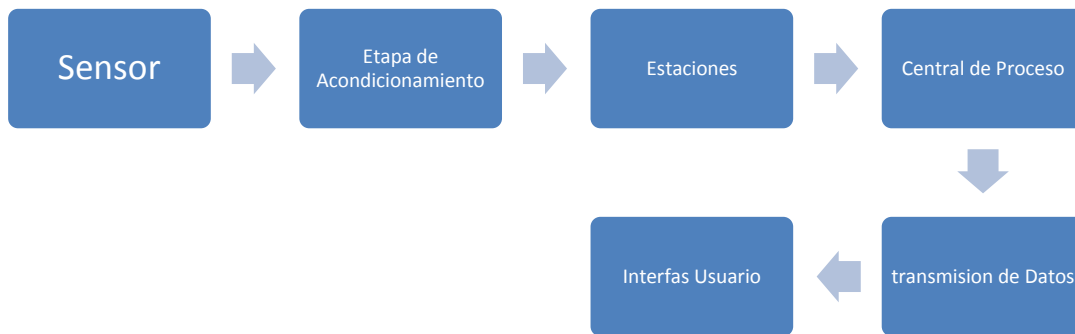 Sensor
Etapa de
Acondicionamiento
Estaciones
Central de Proceso
transmision de Datos
Interfas Usuario